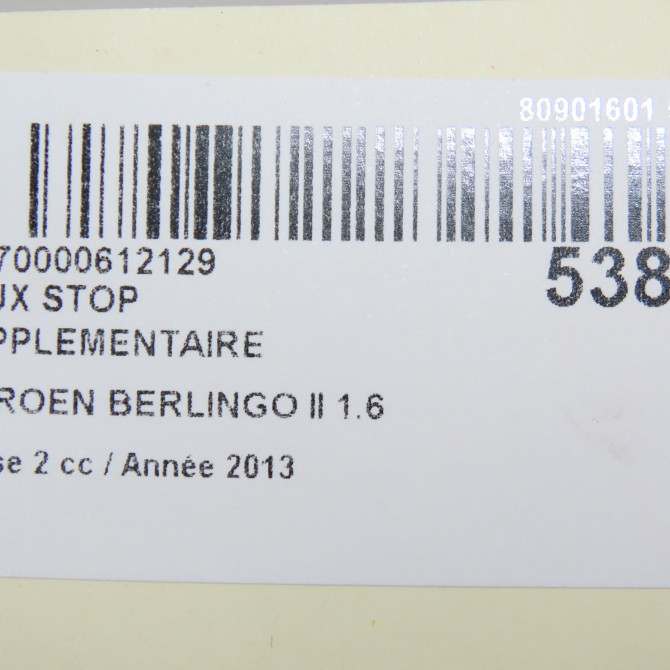 80901601
70000612129
538
UX STOP
PPLEMENTAIRE
ROEN BERLINGO II 1.6
se 2 cc / Année 2013